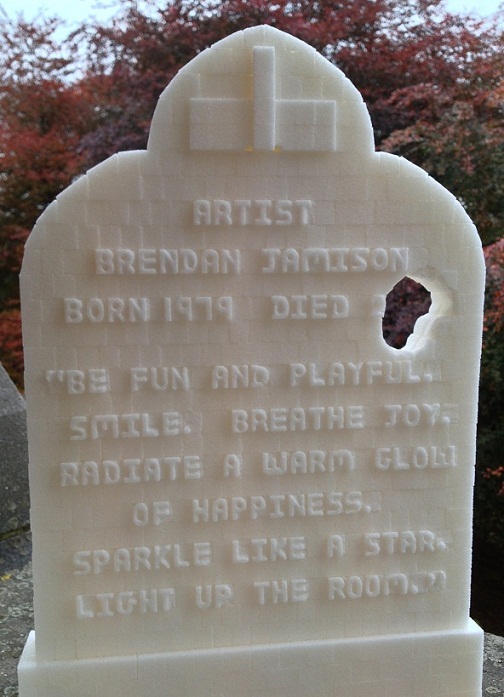 ARTIST
BRENDAN JAMISON
BORN 1979 DIED 2
"BE FUN AND PLAYFUL.
SMILE. BREATHE JOY.
RADIATE A WARM GLOW
OF HAPPINESS.
SPARKLE LIKE A STAR.
LIGHT UP THE ROOM."